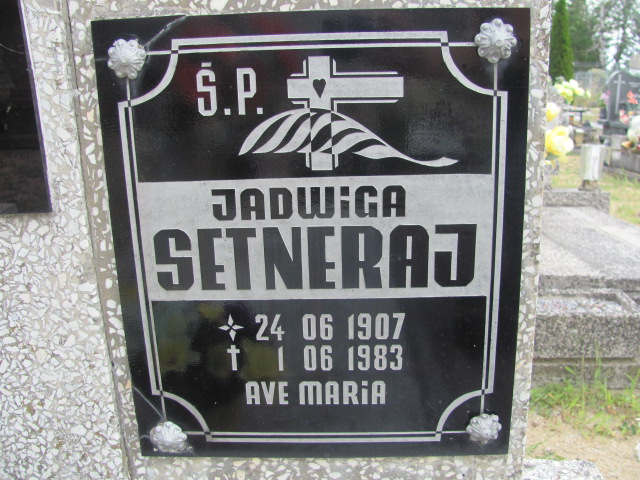 Ś.P.
JADWiGA
SETNERAJ
24 06 1907
1 06 1983
AVE MARiA